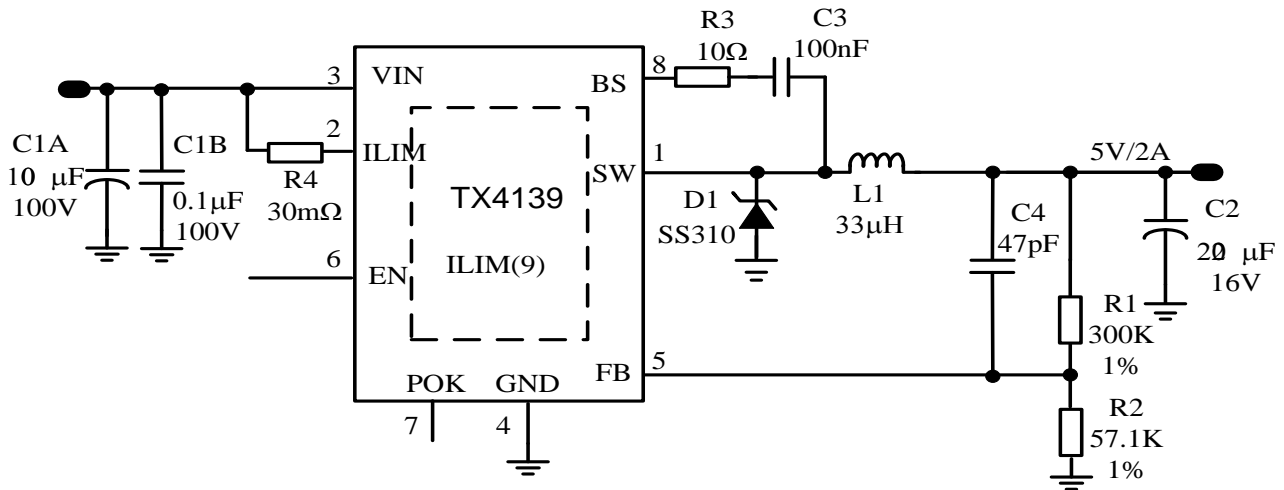 R3
10Ω
C3
100nF
8
BS
3
VIN
2
ILIM
R4
30mΩ
C1A
10 μF
100V
C1B
0.1μF
100V
6
EN
TX4139
ILIM(9)
SW
1
D1
SS310
L1
33μH
5V/2A
C4
47pF
C2
μF
16V
R1
300K
1%
FB
5
POK
GND
7
4
R2
57.1K
1%